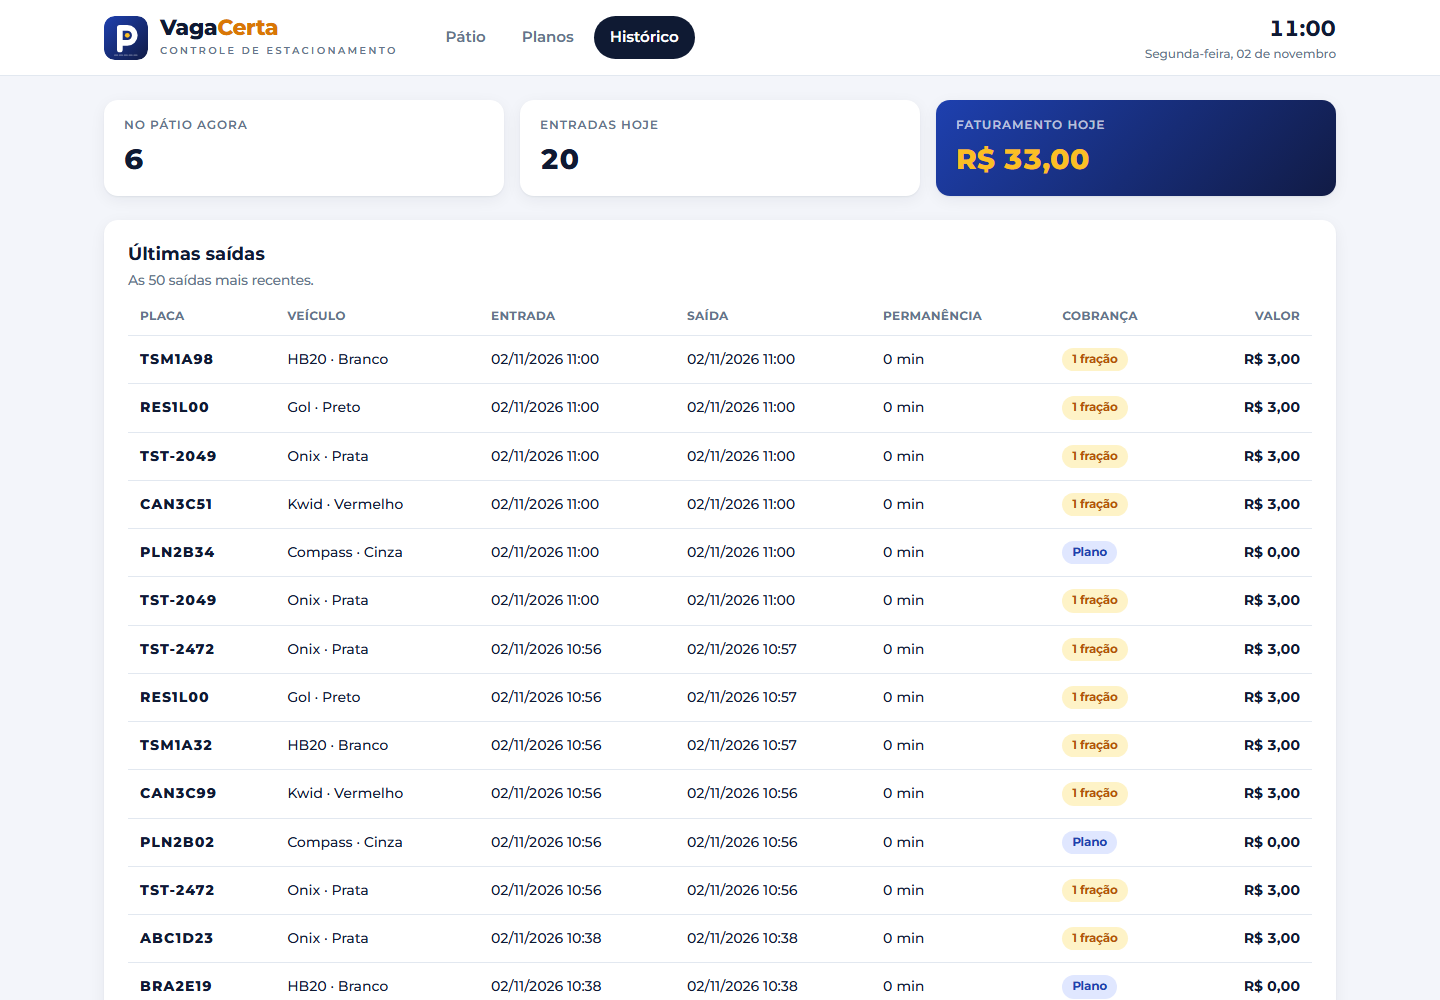 VagaCerta
CONTROLE DE ESTACIONAMENTO
Pátio Planos Histórico
11:00
Segunda-feira, 02 de novembro
NO PÁTIO AGORA
6
ENTRADAS HOJE
20
FATURAMENTO HOJE
R$ 33,00
Últimas saídas
As 50 saídas mais recentes.
PLACA VEÍCULO ENTRADA SAÍDA PERMANÊNCIA COBRANÇA VALOR
TSM1A98 HB20 · Branco 02/11/2026 11:00 02/11/2026 11:00 0 min 1 fração R$ 3,00
RES1L00 Gol · Preto 02/11/2026 11:00 02/11/2026 11:00 0 min 1 fração R$ 3,00
TST-2049 Onix · Prata 02/11/2026 11:00 02/11/2026 11:00 0 min 1 fração R$ 3,00
CAN3C51 Kwid · Vermelho 02/11/2026 11:00 02/11/2026 11:00 0 min 1 fração R$ 3,00
PLN2B34 Compass · Cinza 02/11/2026 11:00 02/11/2026 11:00 0 min Plano R$ 0,00
TST-2049 Onix · Prata 02/11/2026 11:00 02/11/2026 11:00 0 min 1 fração R$ 3,00
TST-2472 Onix · Prata 02/11/2026 10:56 02/11/2026 10:57 0 min 1 fração R$ 3,00
RES1L00 Gol · Preto 02/11/2026 10:56 02/11/2026 10:57 0 min 1 fração R$ 3,00
TSM1A32 HB20 · Branco 02/11/2026 10:56 02/11/2026 10:57 0 min 1 fração R$ 3,00
CAN3C99 Kwid · Vermelho 02/11/2026 10:56 02/11/2026 10:56 0 min 1 fração R$ 3,00
PLN2B02 Compass · Cinza 02/11/2026 10:56 02/11/2026 10:56 0 min Plano R$ 0,00
TST-2472 Onix · Prata 02/11/2026 10:56 02/11/2026 10:56 0 min 1 fração R$ 3,00
ABC1D23 Onix · Prata 02/11/2026 10:38 02/11/2026 10:38 0 min 1 fração R$ 3,00
BRA2E19 HB20 · Branco 02/11/2026 10:38 02/11/2026 10:38 0 min Plano R$ 0,00